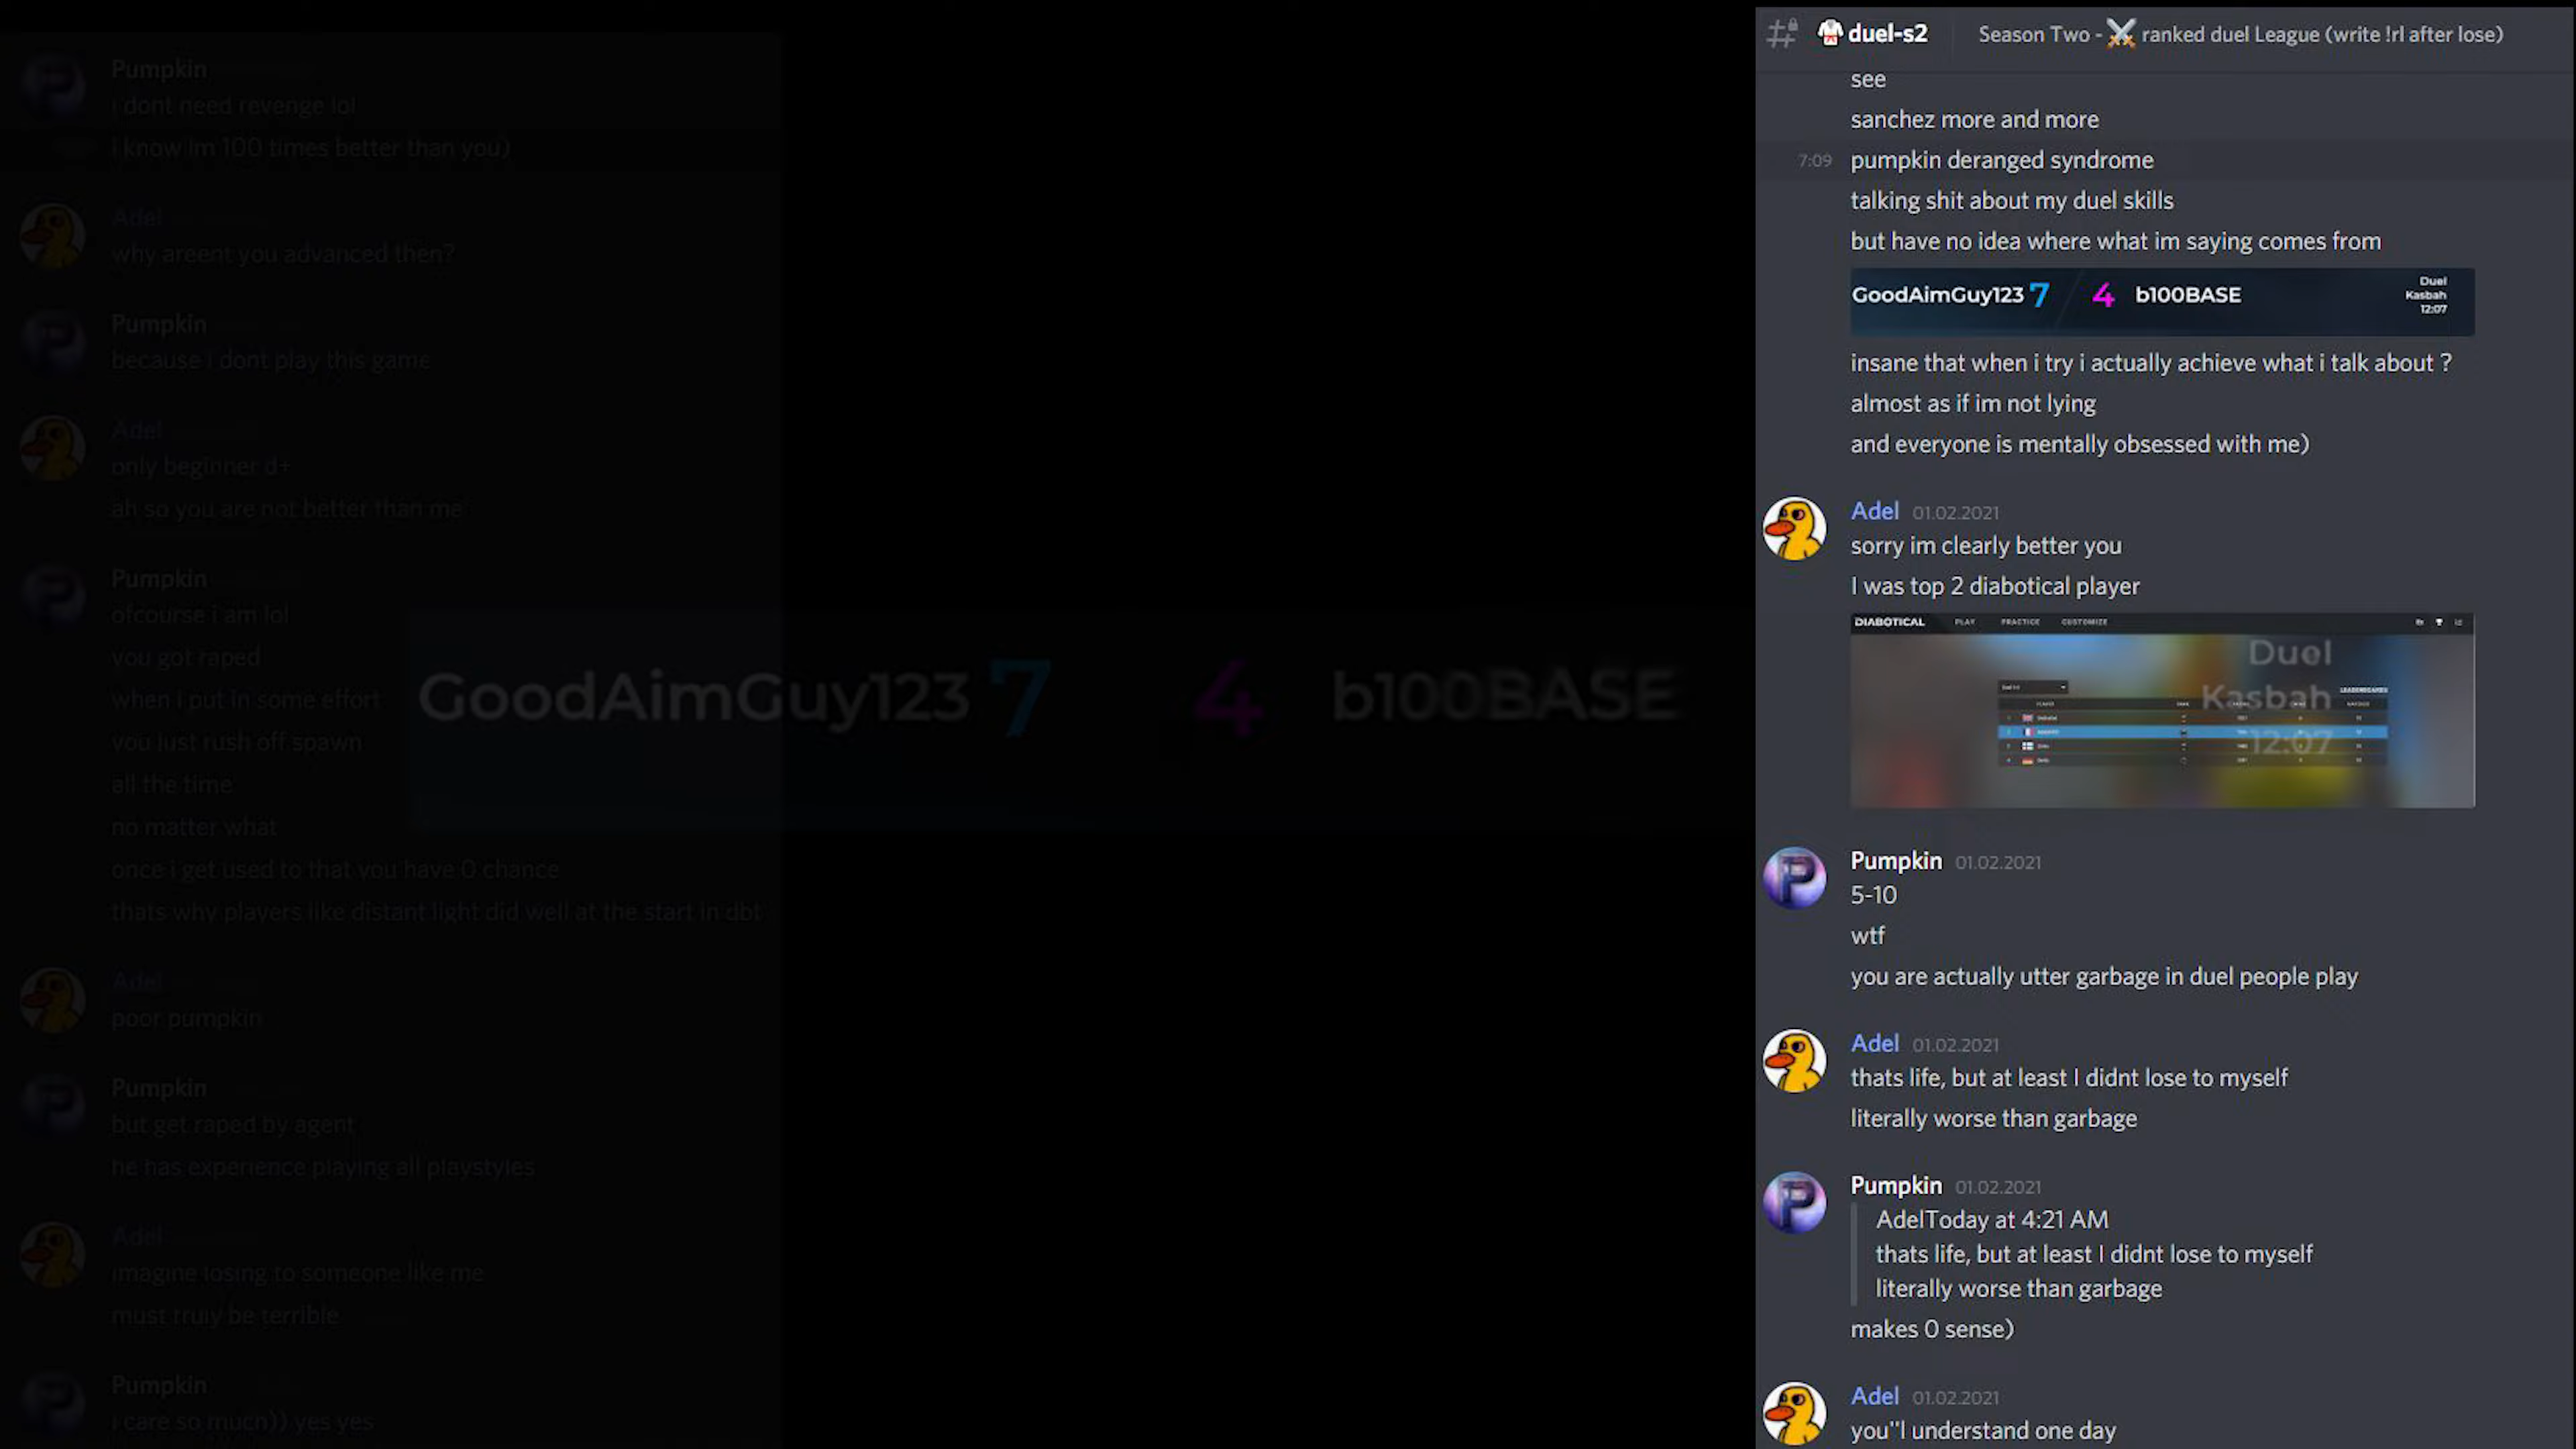 Pumpkin
i dont need revenge lol
i know im 100 times better than you)
Adel
why areent you advanced then?
Pumpkin
because i dont play this game
Adel
only beginner d+
ah so you are not better than me
Pumpkin
ofcourse i am lol
you got raped
when i put in some effort
you just rush off spawn
all the time
no matter what
once i get used to that you have 0 chance
thats why players like distant light did well at the start in dbt
Adel
poor pumpkin
Pumpkin
but get raped by agent
he has experience playing all playstyles
Adel
imagine losing to someone like me
must truly be terrible
Pumpkin
i care so much)) yes yes
GoodAimGuy123 7 4 b100BASE
duel-s2 Season Two - ranked duel League (write !rl after lose)
see
sanchez more and more
7:09 pumpkin deranged syndrome
talking shit about my duel skills
but have no idea where what im saying comes from
GoodAimGuy123 7 4 b100BASE
Duel
Kasbah
12:07
insane that when i try i actually achieve what i talk about ?
almost as if im not lying
and everyone is mentally obsessed with me)
Adel 01.02.2021
sorry im clearly better you
I was top 2 diabotical player
DIABOTICAL PLAY PRACTICE CUSTOMIZE
Duel
Kasbah
12:07
Pumpkin 01.02.2021
5-10
wtf
you are actually utter garbage in duel people play
Adel 01.02.2021
thats life, but at least I didnt lose to myself
literally worse than garbage
Pumpkin 01.02.2021
AdelToday at 4:21 AM
thats life, but at least I didnt lose to myself
literally worse than garbage
makes 0 sense)
Adel 01.02.2021
you"l understand one day